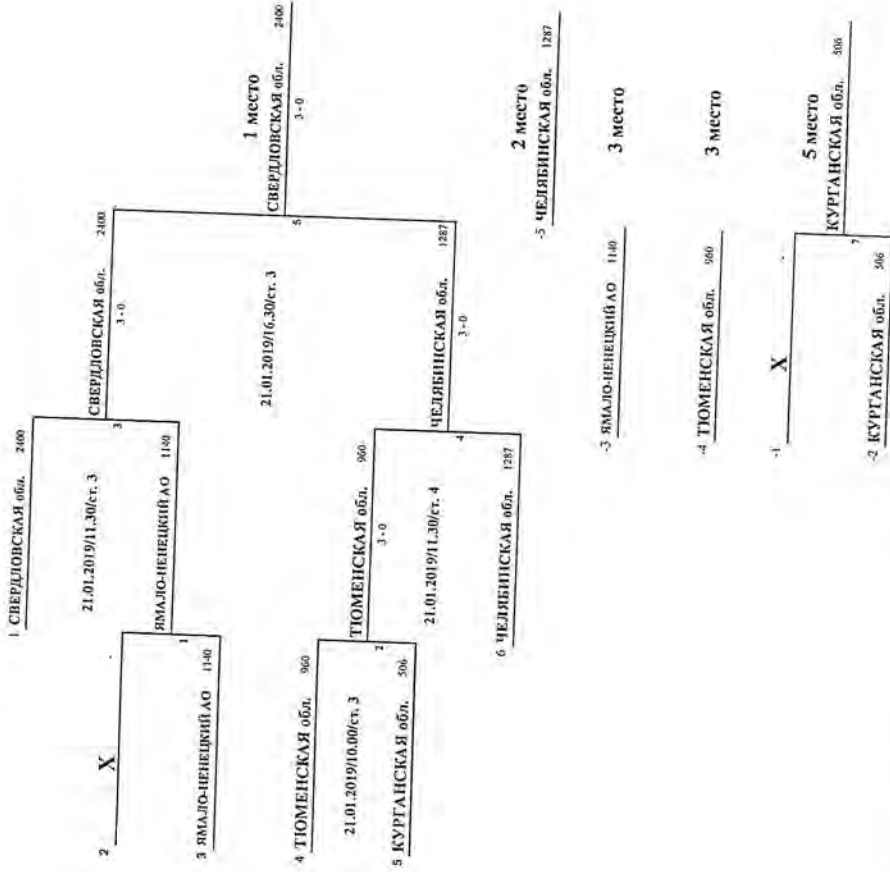 1 СВЕРДЛОВСКАЯ обл. 2400
21.01.2019/11.30/ст. 3
3
СВЕРДЛОВСКАЯ обл. 2400
3 - 0
2 X
1
ЯМАЛО-НЕНЕЦКИЙ АО 1140
3 ЯМАЛО-НЕНЕЦКИЙ АО 1140
21.01.2019/16.30/ст. 3
5
1 место
СВЕРДЛОВСКАЯ обл. 2400
3 - 0
4 ТЮМЕНСКАЯ обл. 960
21.01.2019/10.00/ст. 3
2
ТЮМЕНСКАЯ обл. 960
3 - 0
5 КУРГАНСКАЯ обл. 506
21.01.2019/11.30/ст. 4
4
ЧЕЛЯБИНСКАЯ обл. 1287
3 - 0
6 ЧЕЛЯБИНСКАЯ обл. 1287
2 место
-5 ЧЕЛЯБИНСКАЯ обл. 1287
-3 ЯМАЛО-НЕНЕЦКИЙ АО 1140
3 место
-4 ТЮМЕНСКАЯ обл. 960
3 место
-1 X
5 место
7
КУРГАНСКАЯ обл. 506
-2 КУРГАНСКАЯ обл. 506